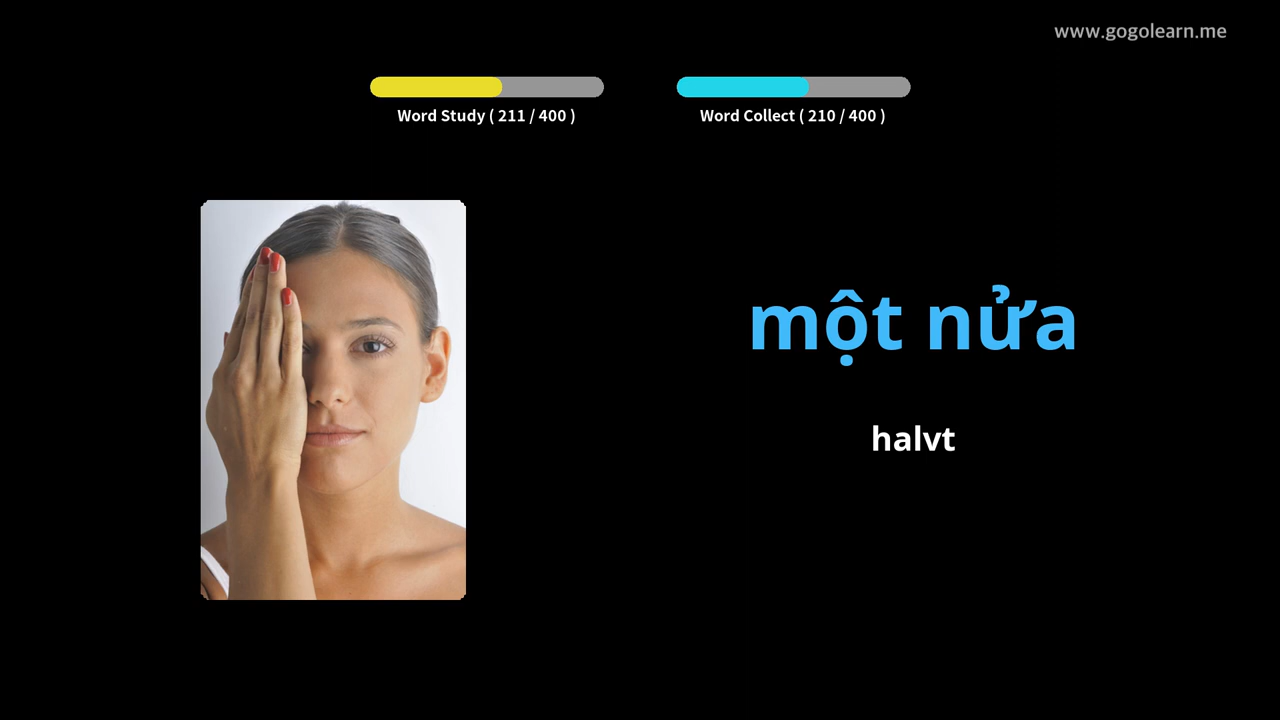 www.gogolearn.me
Word Study ( 211 / 400 )
Word Collect ( 210 / 400 )
một nửa
halvt